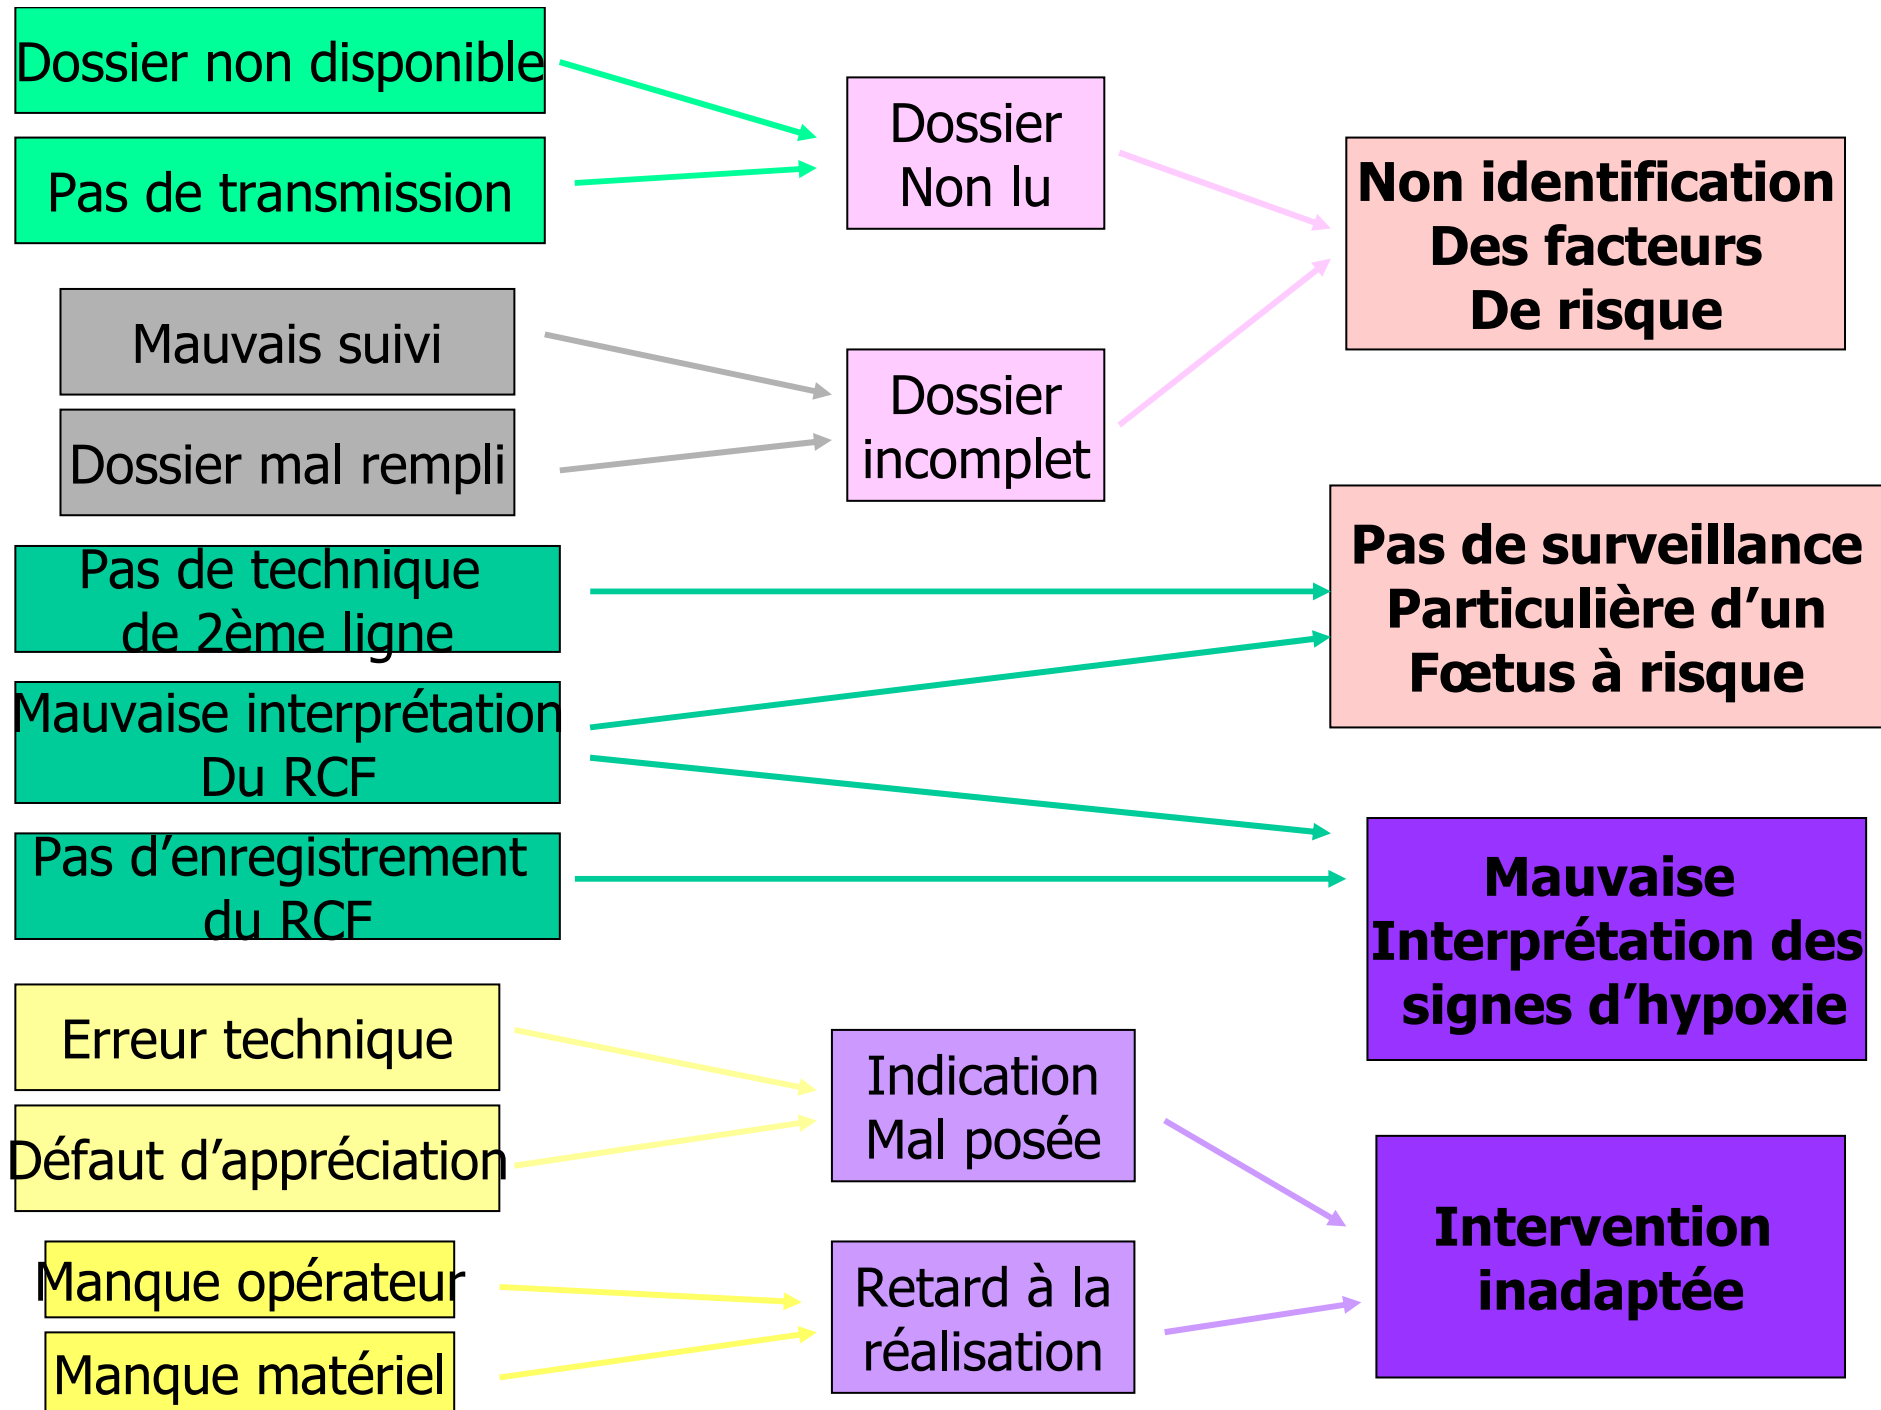 Dossier non disponible
Pas de transmission
Mauvais suivi
Dossier mal rempli
Pas de technique
de 2ème ligne
Mauvaise interprétation
Du RCF
Pas d’enregistrement
du RCF
Erreur technique
Défaut d’appréciation
Manque opérateur
Manque matériel
Dossier
Non lu
Dossier
incomplet
Indication
Mal posée
Retard à la
réalisation
Non identification
Des facteurs
De risque
Pas de surveillance
Particulière d’un
Fœtus à risque
Mauvaise
Interprétation des
signes d’hypoxie
Intervention
inadaptée